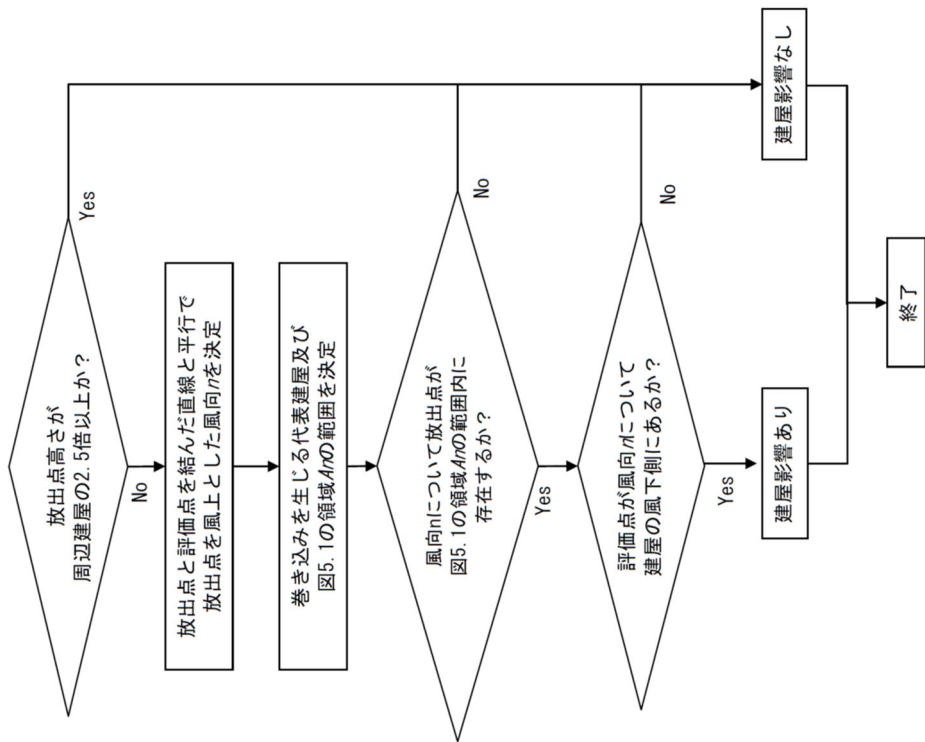 放出点高さが
周辺建屋の2.5倍以上か？
Yes
No
放出点と評価点を結んだ直線と平行で
放出点を風上とした風向nを決定
巻き込みを生じる代表建屋及び
図5.1の領域Anの範囲を決定
風向nについて放出点が
図5.1の領域Anの範囲内に
存在するか？
No
Yes
評価点が風向nについて
建屋の風下側にあるか？
No
Yes
建屋影響あり
建屋影響なし
終了